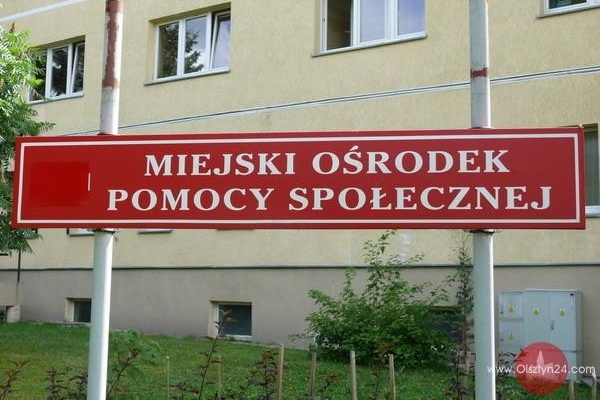 MIEJSKI OŚRODEK
POMOCY SPOŁECZNEJ
www.Olsztyn24.com